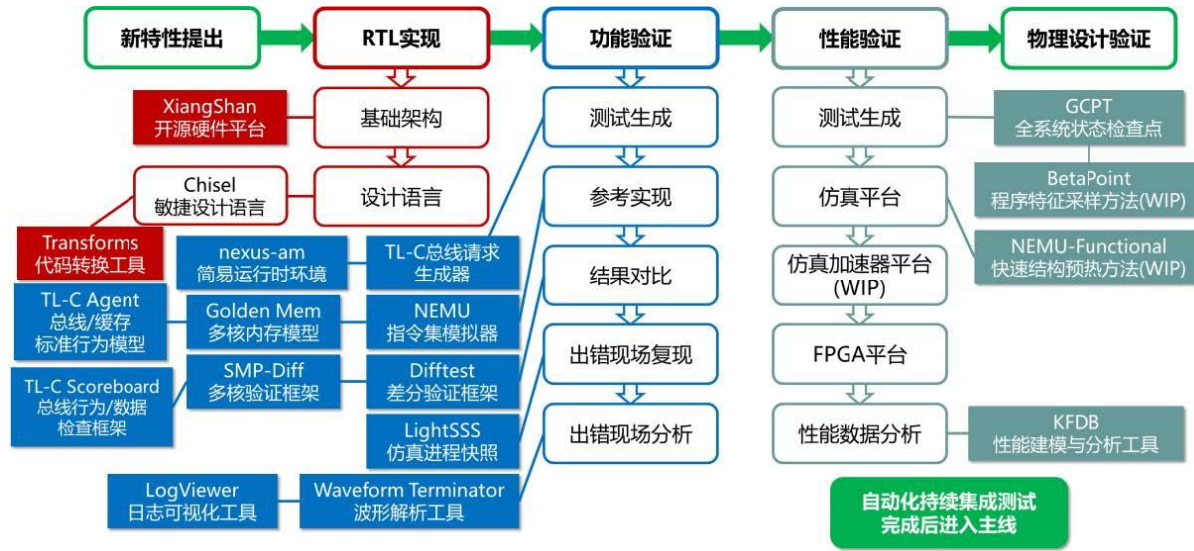 新特性提出
RTL实现
功能验证
性能验证
物理设计验证
XiangShan
开源硬件平台
基础架构
测试生成
测试生成
GCPT
全系统状态检查点
Chisel
敏捷设计语言
设计语言
参考实现
仿真平台
BetaPoint
程序特征采样方法(WIP)
Transforms
代码转换工具
nexus-am
简易运行时环境
TL-C总线请求
生成器
结果对比
仿真加速器平台
(WIP)
NEMU-Functional
快速结构预热方法(WIP)
TL-C Agent
总线/缓存
标准行为模型
Golden Mem
多核内存模型
NEMU
指令集模拟器
出错现场复现
FPGA平台
TL-C Scoreboard
总线行为/数据
检查框架
SMP-Diff
多核验证框架
Difftest
差分验证框架
LightSSS
仿真进程快照
出错现场分析
性能数据分析
KFDB
性能建模与分析工具
LogViewer
日志可视化工具
Waveform Terminator
波形解析工具
自动化持续集成测试
完成后进入主线